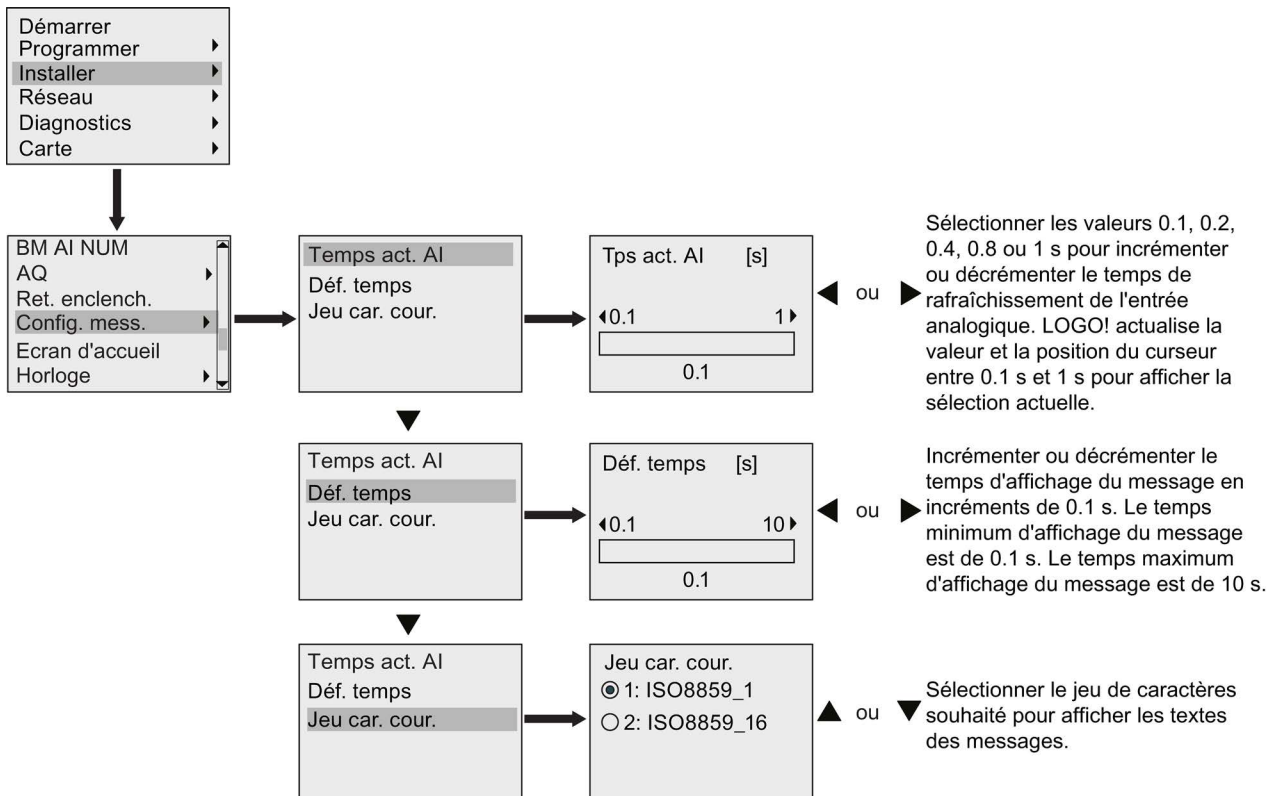 Démarrer
Programmer
Installer
Réseau
Diagnostics
Carte
BM AI NUM
AQ
Ret. enclench.
Config. mess.
Ecran d'accueil
Horloge
Temps act. AI
Déf. temps
Jeu car. cour.
Tps act. AI [s]
0.1 1
0.1
ou
Sélectionner les valeurs 0.1, 0.2,
0.4, 0.8 ou 1 s pour incrémenter
ou décrémenter le temps de
rafraîchissement de l'entrée
analogique. LOGO! actualise la
valeur et la position du curseur
entre 0.1 s et 1 s pour afficher la
sélection actuelle.
Temps act. AI
Déf. temps
Jeu car. cour.
Déf. temps [s]
0.1 10
0.1
ou
Incrémenter ou décrémenter le
temps d'affichage du message en
incréments de 0.1 s. Le temps
minimum d'affichage du message
est de 0.1 s. Le temps maximum
d'affichage du message est de 10 s.
Temps act. AI
Déf. temps
Jeu car. cour.
Jeu car. cour.
1: ISO8859_1
2: ISO8859_16
ou
Sélectionner le jeu de caractères
souhaité pour afficher les textes
des messages.